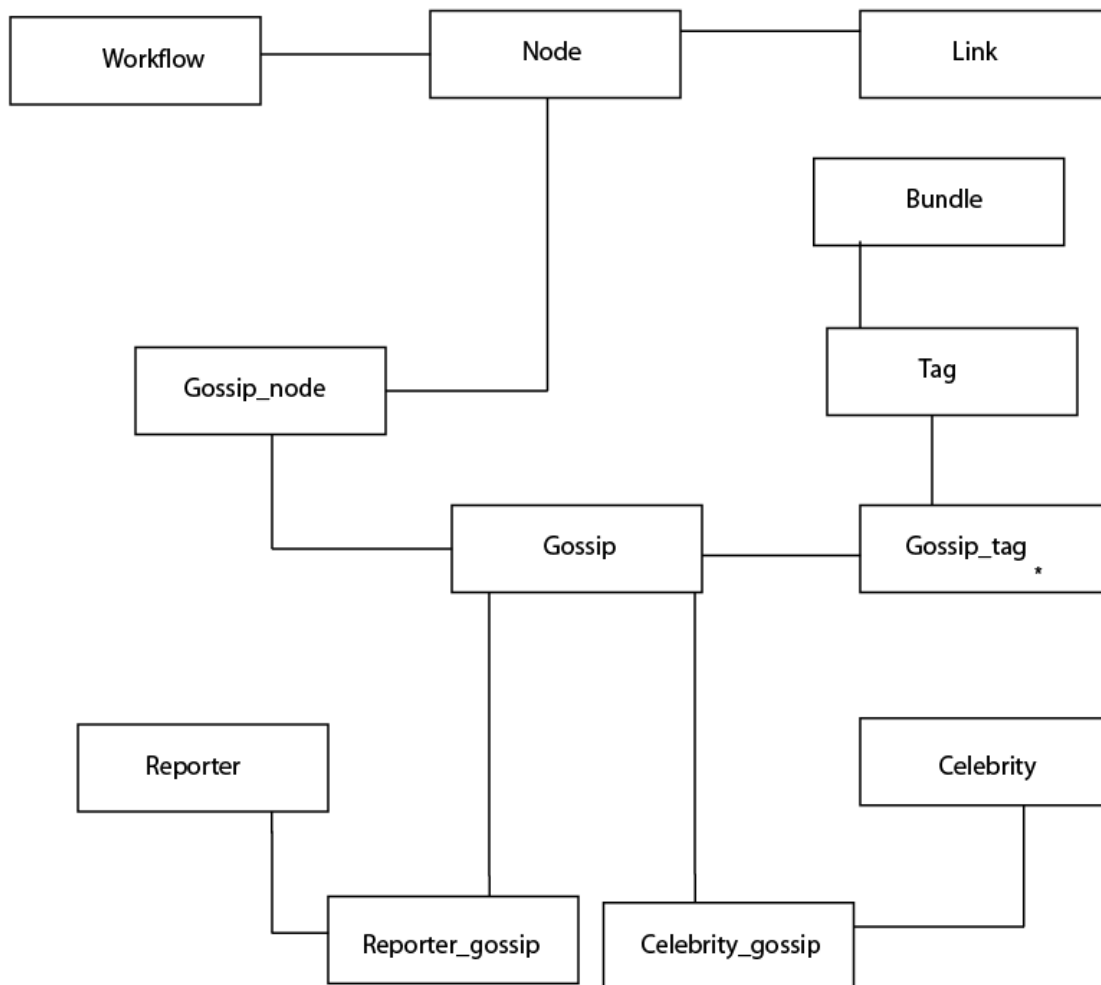 Workflow
Node
Link
Bundle
Tag
Gossip_node
Gossip
Gossip_tag
*
Reporter
Celebrity
Reporter_gossip
Celebrity_gossip